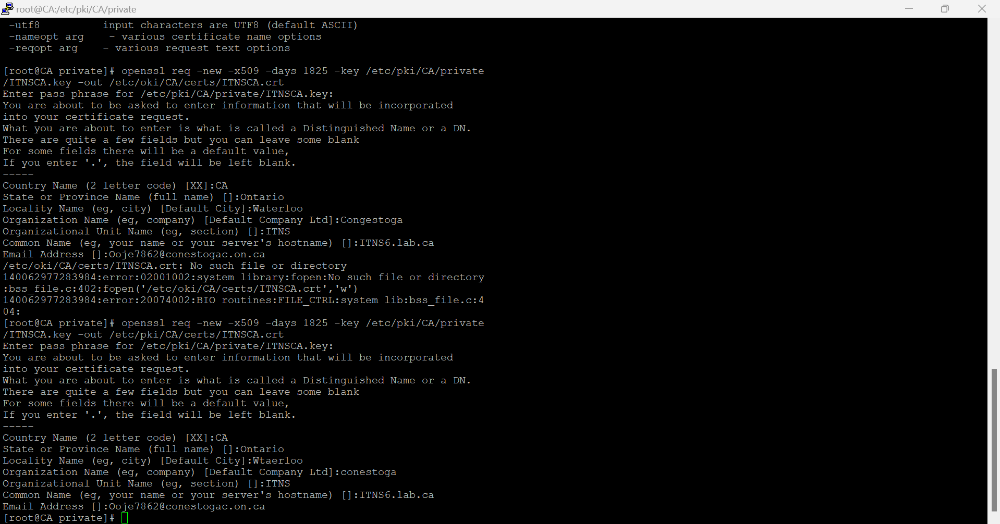 root@CA:/etc/pki/CA/private
-utf8          input characters are UTF8 (default ASCII)
-nameopt arg    - various certificate name options
-reqopt arg    - various request text options
[root@CA private]# openssl req -new -x509 -days 1825 -key /etc/pki/CA/private
/ITNSCA.key -out /etc/oki/CA/certs/ITNSCA.crt
Enter pass phrase for /etc/pki/CA/private/ITNSCA.key:
You are about to be asked to enter information that will be incorporated
into your certificate request.
What you are about to enter is what is called a Distinguished Name or a DN.
There are quite a few fields but you can leave some blank
For some fields there will be a default value,
If you enter '.', the field will be left blank.
-----
Country Name (2 letter code) [XX]:CA
State or Province Name (full name) []:Ontario
Locality Name (eg, city) [Default City]:Waterloo
Organization Name (eg, company) [Default Company Ltd]:Congestoga
Organizational Unit Name (eg, section) []:ITNS
Common Name (eg, your name or your server's hostname) []:ITNS6.lab.ca
Email Address []:Ooje7862@conestogac.on.ca
/etc/oki/CA/certs/ITNSCA.crt: No such file or directory
140062977283984:error:02001002:system library:fopen:No such file or directory
:bss_file.c:402:fopen('/etc/oki/CA/certs/ITNSCA.crt','w')
140062977283984:error:20074002:BIO routines:FILE_CTRL:system lib:bss_file.c:4
04:
[root@CA private]# openssl req -new -x509 -days 1825 -key /etc/pki/CA/private
/ITNSCA.key -out /etc/pki/CA/certs/ITNSCA.crt
Enter pass phrase for /etc/pki/CA/private/ITNSCA.key:
You are about to be asked to enter information that will be incorporated
into your certificate request.
What you are about to enter is what is called a Distinguished Name or a DN.
There are quite a few fields but you can leave some blank
For some fields there will be a default value,
If you enter '.', the field will be left blank.
-----
Country Name (2 letter code) [XX]:CA
State or Province Name (full name) []:Ontario
Locality Name (eg, city) [Default City]:Wtaerloo
Organization Name (eg, company) [Default Company Ltd]:conestoga
Organizational Unit Name (eg, section) []:ITNS
Common Name (eg, your name or your server's hostname) []:ITNS6.lab.ca
Email Address []:Ooje7862@conestogac.on.ca
[root@CA private]#